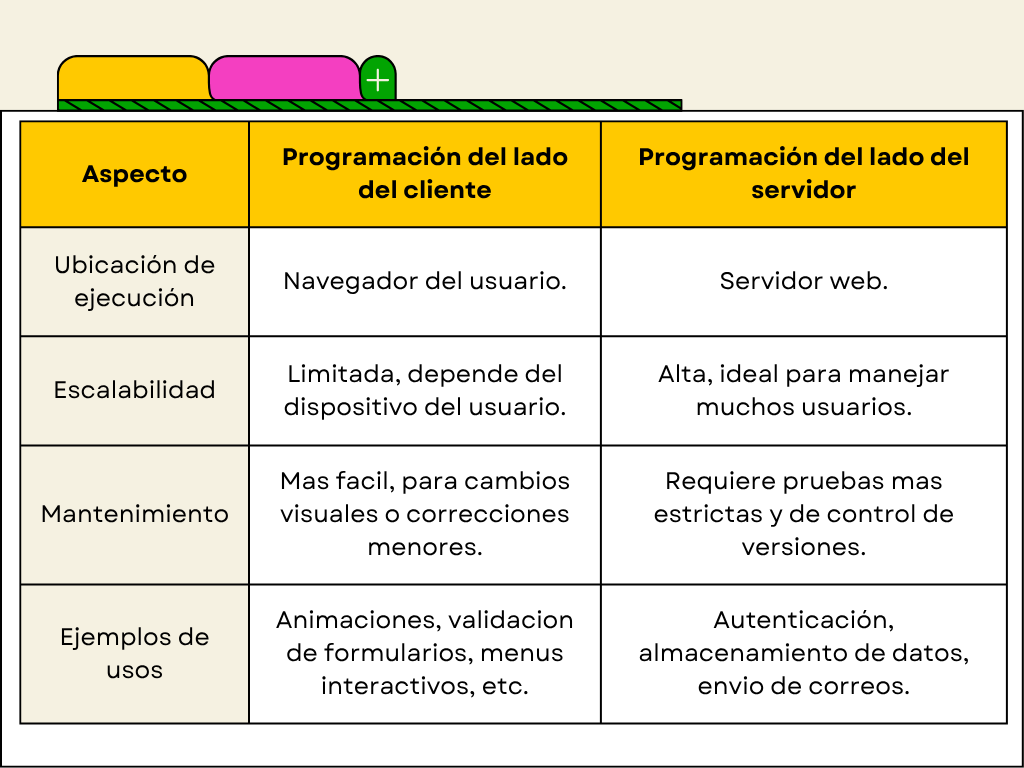 Aspecto
Programación del lado
del cliente
Programación del lado del
servidor
Ubicación de
ejecución
Navegador del usuario.
Servidor web.
Escalabilidad
Limitada, depende del
dispositivo del usuario.
Alta, ideal para manejar
muchos usuarios.
Mantenimiento
Mas facil, para cambios
visuales o correcciones
menores.
Requiere pruebas mas
estrictas y de control de
versiones.
Ejemplos de
usos
Animaciones, validacion
de formularios, menus
interactivos, etc.
Autenticación,
almacenamiento de datos,
envio de correos.